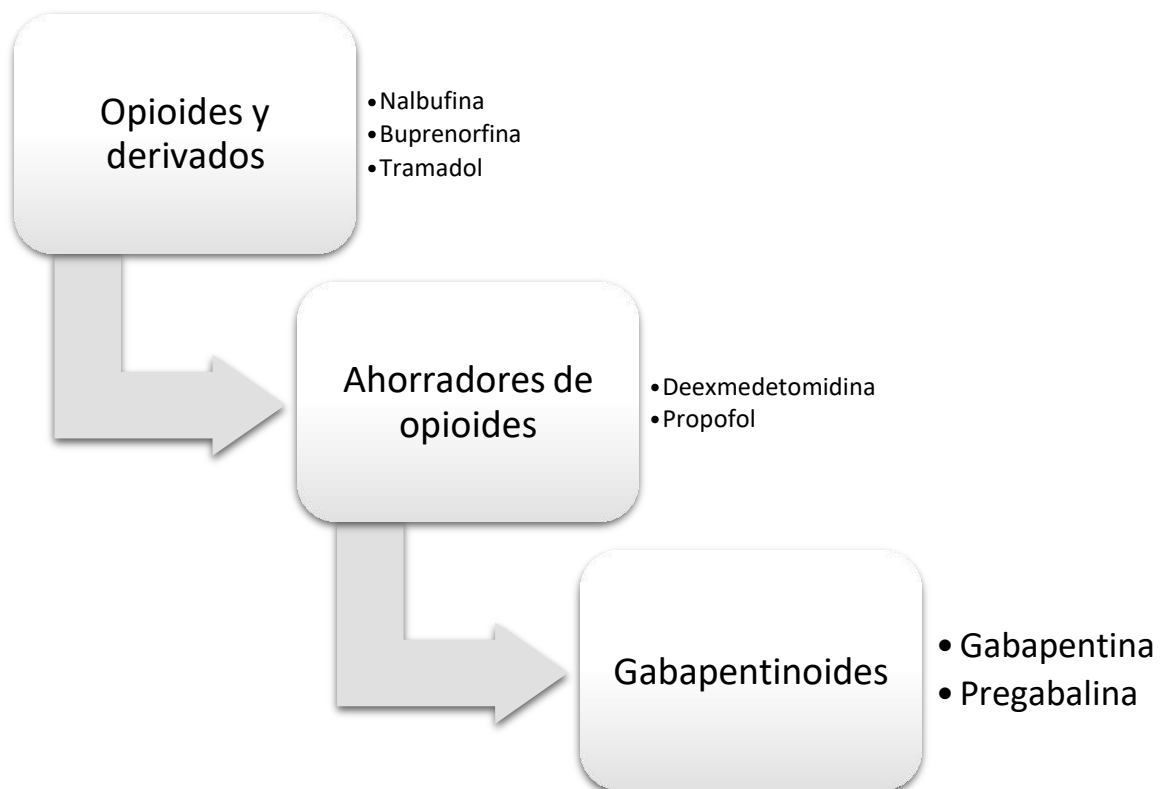 Opioides y
derivados
•Nalbufina
•Buprenorfina
•Tramadol
Ahorradores de
opioides
•Deexmedetomidina
•Propofol
Gabapentinoides
• Gabapentina
• Pregabalina